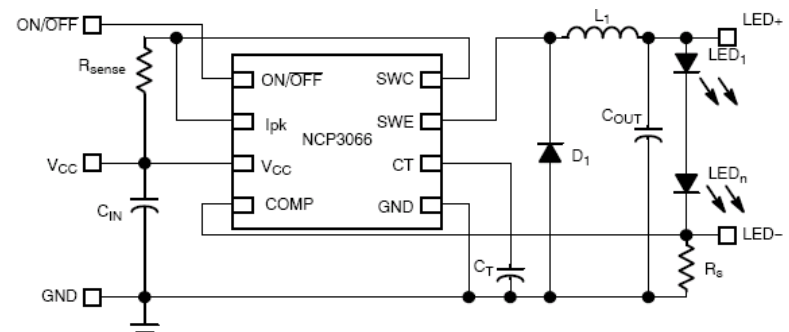 ON/OFF
L1
LED+
Rsense
LED1
ON/OFF
SWC
Ipk
SWE
COUT
NCP3066
D1
VCC
VCC
CT
LEDn
CIN
COMP
GND
LED−
CT
Rs
GND